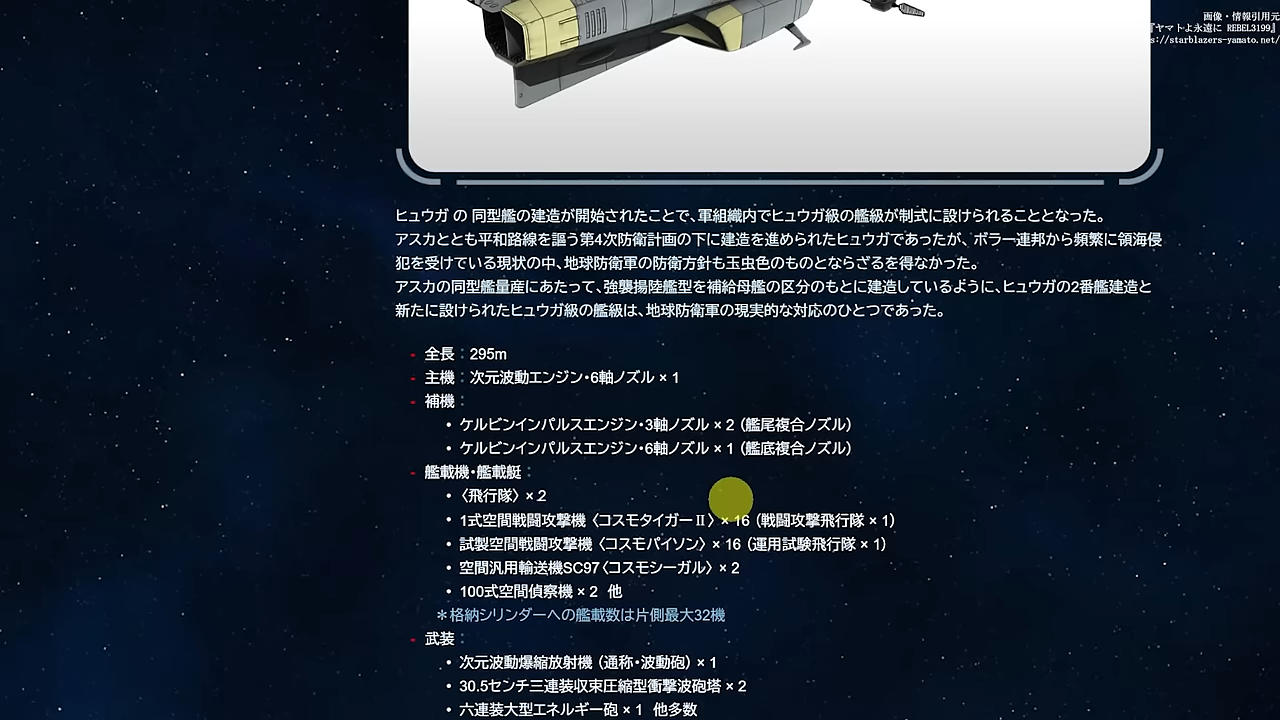 画像・情報引用元
『ヤマトよ永遠に REBEL3199』
s://starblazers-yamato.net/
ヒュウガ の 同型艦の建造が開始されたことで、軍組織内でヒュウガ級の艦級が制式に設けられることとなった。
アスカととも平和路線を謳う第4次防衛計画の下に建造を進められたヒュウガであったが、ボラー連邦から頻繁に領海侵
犯を受けている現状の中、地球防衛軍の防衛方針も玉虫色のものとならざるを得なかった。
アスカの同型艦量産にあたって、強襲揚陸艦型を補給母艦の区分のもとに建造しているように、ヒュウガの2番艦建造と
新たに設けられたヒュウガ級の艦級は、地球防衛軍の現実的な対応のひとつであった。
- 全長：295m
- 主機：次元波動エンジン・6軸ノズル × 1
- 補機：
• ケルビンインパルスエンジン・3軸ノズル × 2（艦尾複合ノズル）
• ケルビンインパルスエンジン・6軸ノズル × 1（艦底複合ノズル）
- 艦載機・艦載艇：
• 〈飛行隊〉 × 2
• 1式空間戦闘攻撃機〈コスモタイガーⅡ〉 × 16（戦闘攻撃飛行隊 × 1）
• 試製空間戦闘攻撃機〈コスモパイソン〉 × 16（運用試験飛行隊 × 1）
• 空間汎用輸送機SC97〈コスモシーガル〉 × 2
• 100式空間偵察機 × 2 他
＊格納シリンダーへの艦載数は片側最大32機
- 武装：
• 次元波動爆縮放射機（通称・波動砲） × 1
• 30.5センチ三連装収束圧縮型衝撃波砲塔 × 2
• 六連装大型エネルギー砲 × 1 他多数